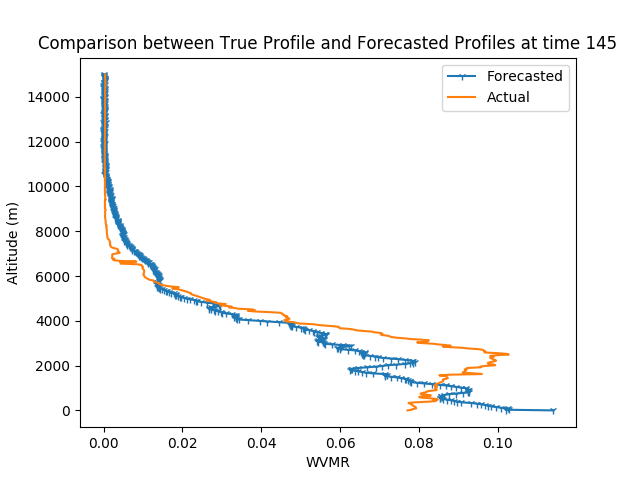 Comparison between True Profile and Forecasted Profiles at time 145
Forecasted
Actual
14000
12000
10000
8000
6000
4000
2000
0
Altitude (m)
0.00 0.02 0.04 0.06 0.08 0.10
WVMR